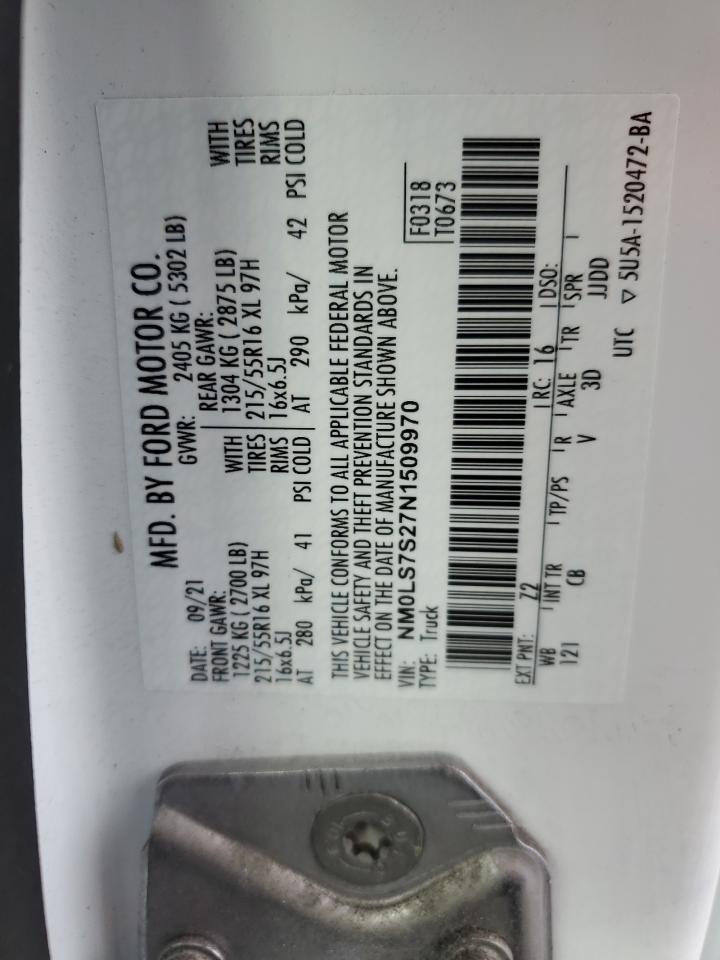 MFD. BY FORD MOTOR CO.
DATE: 09/21 GVWR: 2405 KG ( 5302 LB)
FRONT GAWR: REAR GAWR:
1225 KG ( 2700 LB) WITH 1304 KG ( 2875 LB) WITH
215/55R16 XL 97H TIRES 215/55R16 XL 97H TIRES
16x6.5J RIMS 16x6.5J RIMS
AT 280 kPa/ 41 PSI COLD AT 290 kPa/ 42 PSI COLD
THIS VEHICLE CONFORMS TO ALL APPLICABLE FEDERAL MOTOR
VEHICLE SAFETY AND THEFT PREVENTION STANDARDS IN
EFFECT ON THE DATE OF MANUFACTURE SHOWN ABOVE.
VIN: NM0LS7S27N1509970 F0318
TYPE: Truck T0673
EXT PNT: Z2 RC: 16 DSO:
WB INT TR TP/PS R AXLE TR SPR
121 CB V 3D JJDD
UTC ▽ 5U5A-1520472-BA